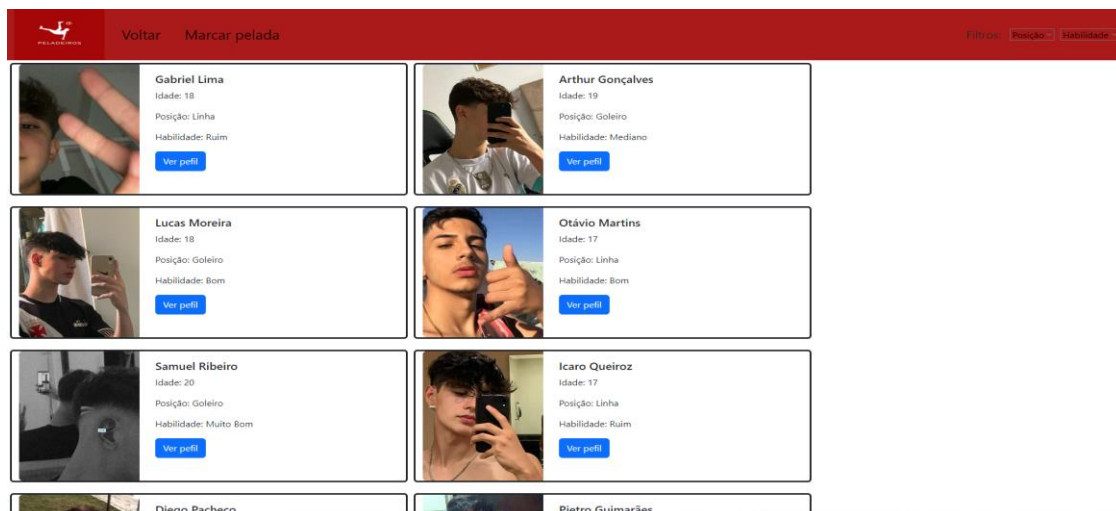 PELADEIROS
Voltar Marcar pelada Filtros: Posição Habilidade
Gabriel Lima
Idade: 18
Posição: Linha
Habilidade: Ruim
Ver pefil
Arthur Gonçalves
Idade: 19
Posição: Goleiro
Habilidade: Mediano
Ver pefil
Lucas Moreira
Idade: 18
Posição: Goleiro
Habilidade: Bom
Ver pefil
Otávio Martins
Idade: 17
Posição: Linha
Habilidade: Bom
Ver pefil
Samuel Ribeiro
Idade: 20
Posição: Goleiro
Habilidade: Muito Bom
Ver pefil
Icaro Queiroz
Idade: 17
Posição: Linha
Habilidade: Ruim
Ver pefil
Diego Pacheco
Pietro Guimarães